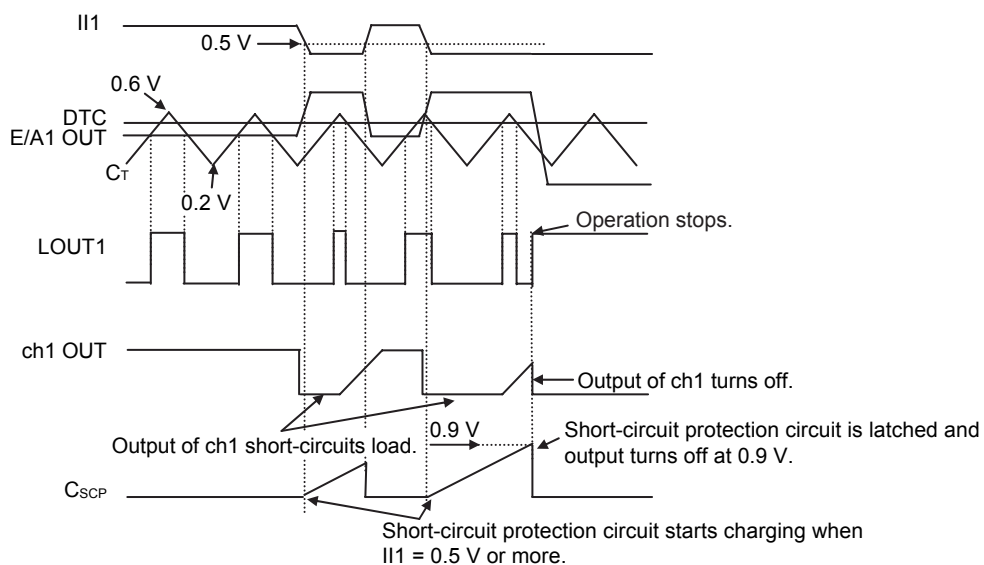 II1
0.5 V
0.6 V
DTC
E/A1 OUT
CT
0.2 V
Operation stops.
LOUT1
ch1 OUT
Output of ch1 turns off.
Output of ch1 short-circuits load.
0.9 V
Short-circuit protection circuit is latched and
output turns off at 0.9 V.
CSCP
Short-circuit protection circuit starts charging when
II1 = 0.5 V or more.